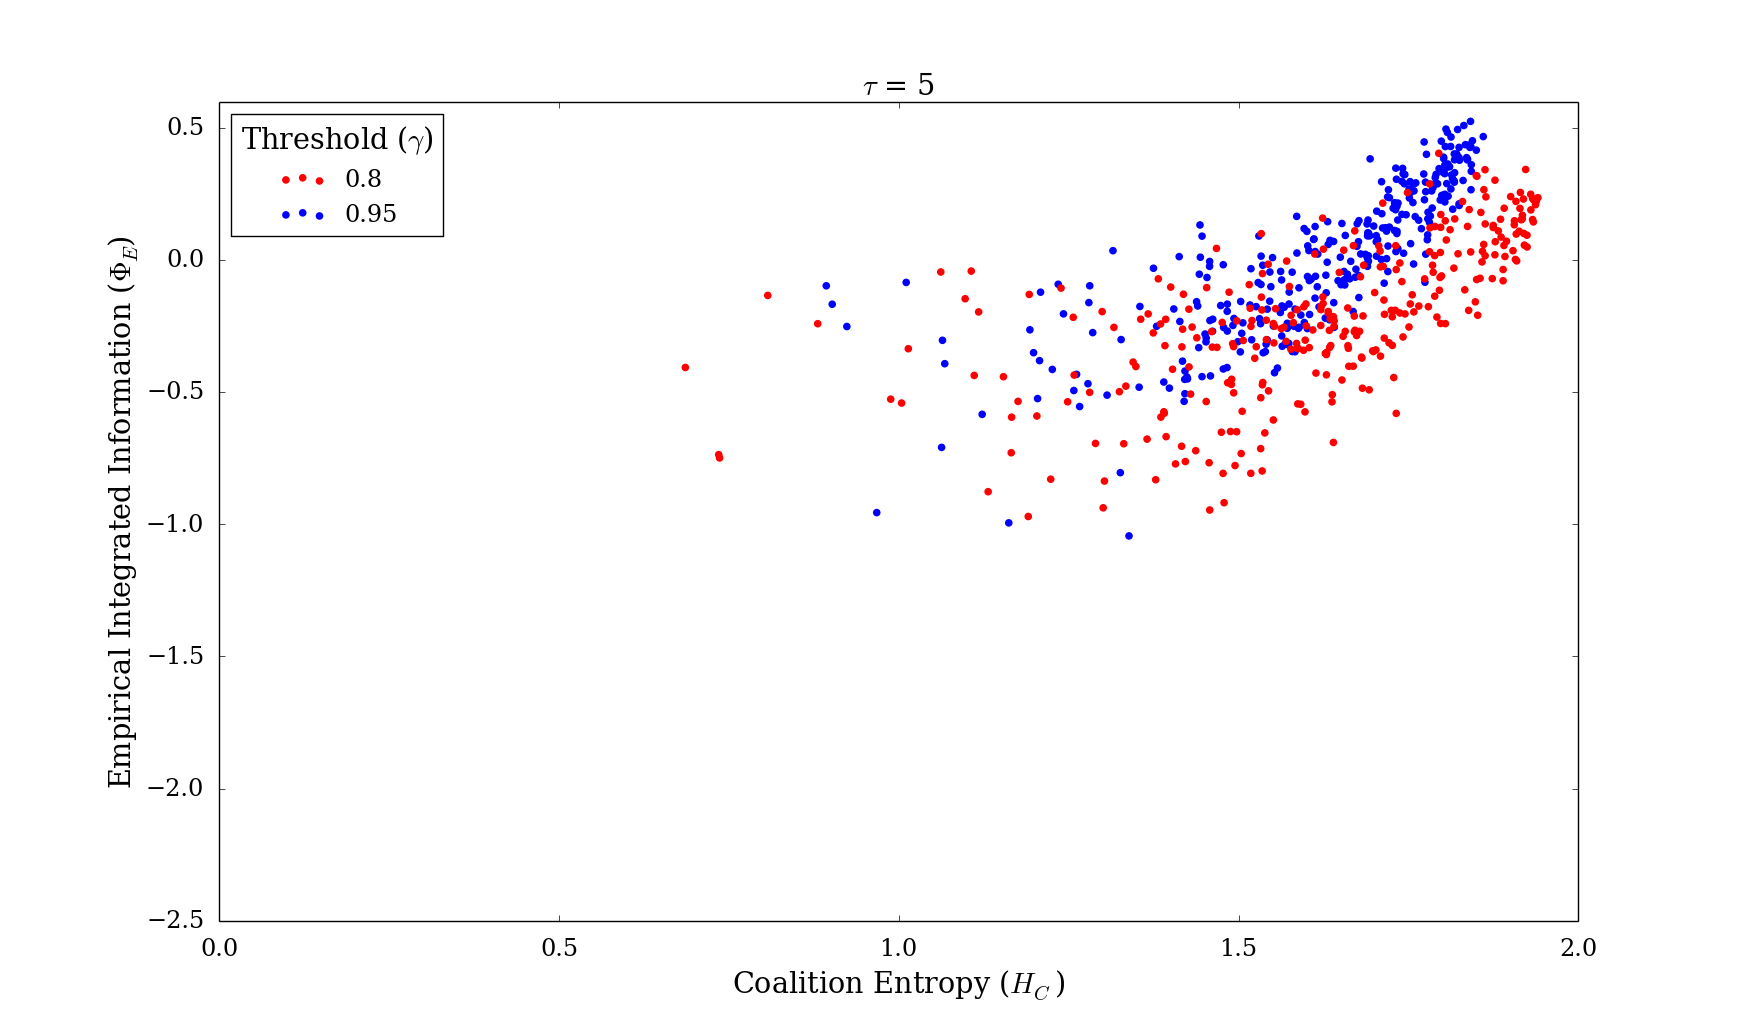 τ = 5
Threshold (γ)
0.8
0.95
Empirical Integrated Information (Φ_E)
0.5
0.0
−0.5
−1.0
−1.5
−2.0
−2.5
0.0 0.5 1.0 1.5 2.0
Coalition Entropy (H_C)